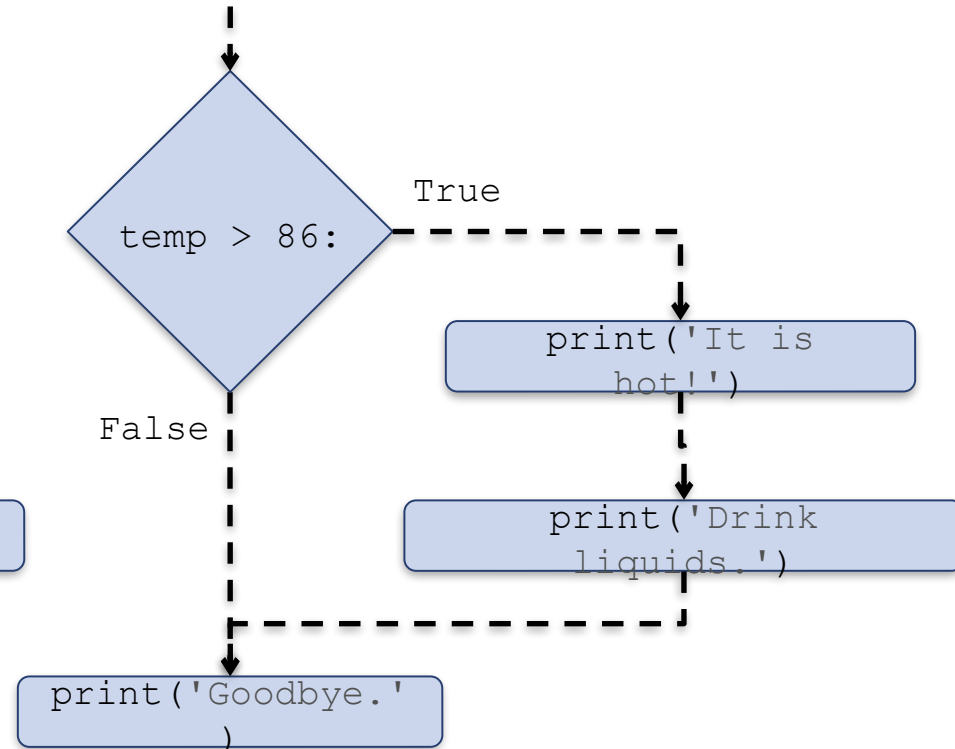 True
temp > 86:
print('It is
hot!')
False
print('Drink
liquids.')
print('Goodbye.'
)